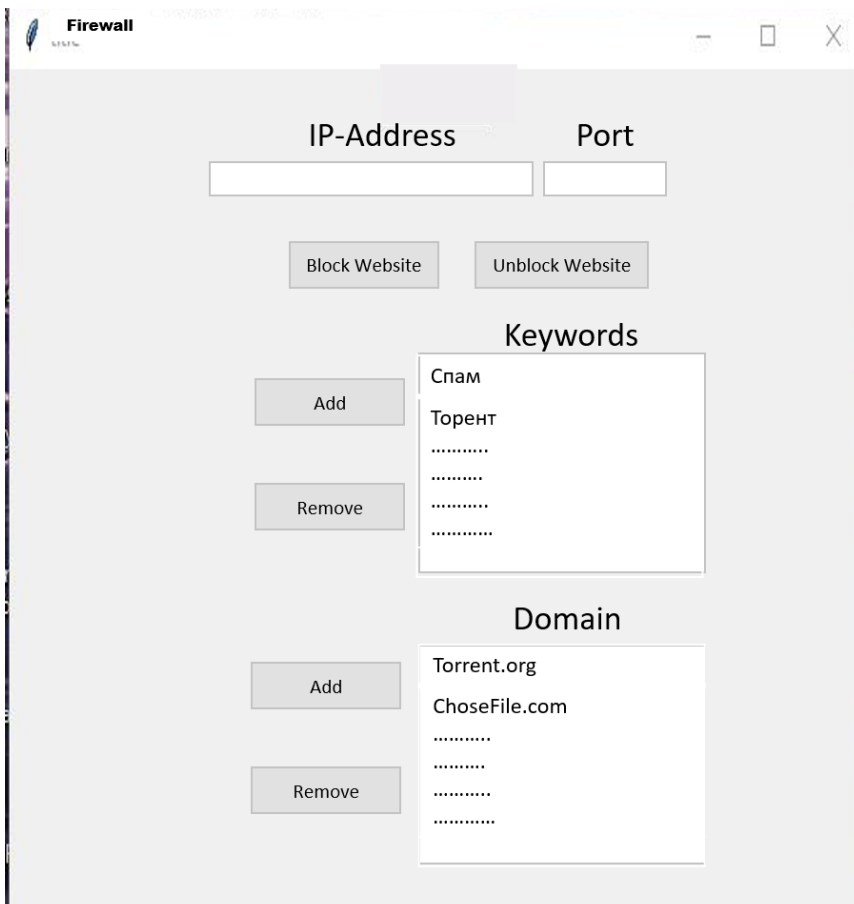 Firewall
IP-Address Port
Block Website Unblock Website
Keywords
Add
Remove
Спам
Торент
………..
……….
………..
…………
Domain
Add
Remove
Torrent.org
ChoseFile.com
………..
……….
………..
…………